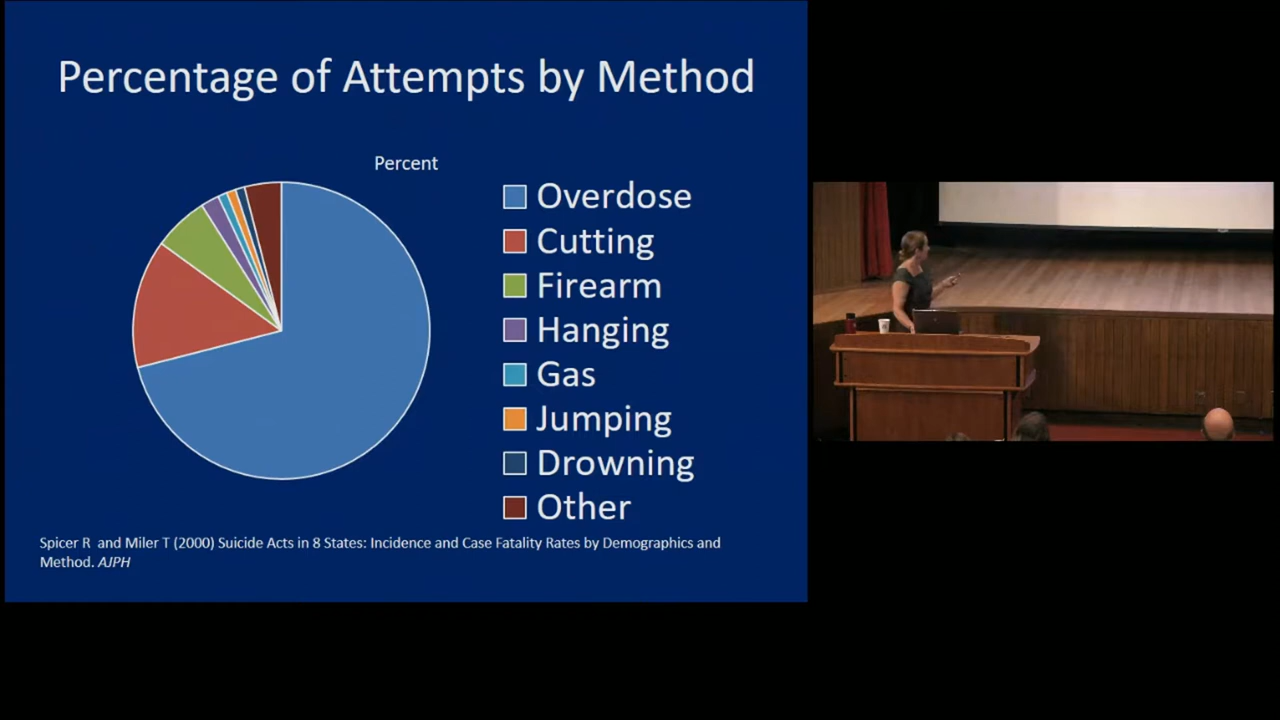 Percentage of Attempts by Method
Percent
Overdose
Cutting
Firearm
Hanging
Gas
Jumping
Drowning
Other
Spicer R and Miler T (2000) Suicide Acts in 8 States: Incidence and Case Fatality Rates by Demographics and
Method. AJPH